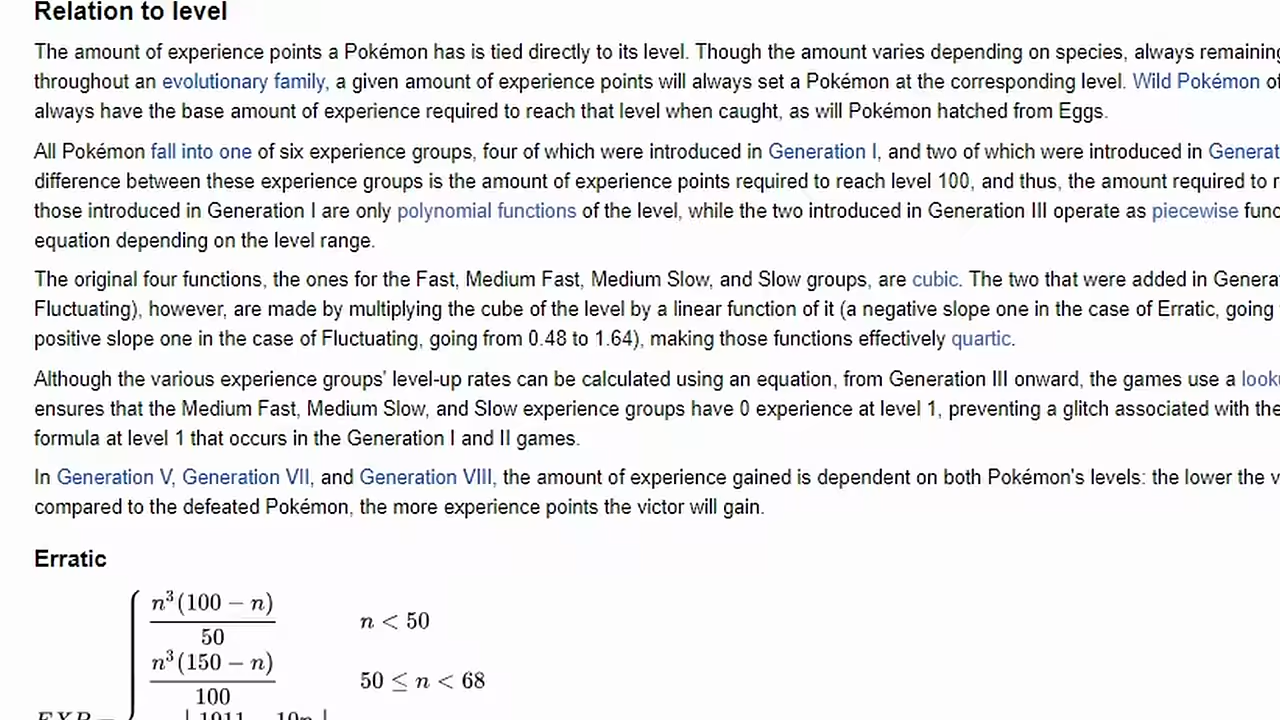 Relation to level
The amount of experience points a Pokémon has is tied directly to its level. Though the amount varies depending on species, always remaining
throughout an evolutionary family, a given amount of experience points will always set a Pokémon at the corresponding level. Wild Pokémon of
always have the base amount of experience required to reach that level when caught, as will Pokémon hatched from Eggs.
All Pokémon fall into one of six experience groups, four of which were introduced in Generation I, and two of which were introduced in Generat
difference between these experience groups is the amount of experience points required to reach level 100, and thus, the amount required to r
those introduced in Generation I are only polynomial functions of the level, while the two introduced in Generation III operate as piecewise func
equation depending on the level range.
The original four functions, the ones for the Fast, Medium Fast, Medium Slow, and Slow groups, are cubic. The two that were added in Genera
Fluctuating), however, are made by multiplying the cube of the level by a linear function of it (a negative slope one in the case of Erratic, going
positive slope one in the case of Fluctuating, going from 0.48 to 1.64), making those functions effectively quartic.
Although the various experience groups' level-up rates can be calculated using an equation, from Generation III onward, the games use a looku
ensures that the Medium Fast, Medium Slow, and Slow experience groups have 0 experience at level 1, preventing a glitch associated with the
formula at level 1 that occurs in the Generation I and II games.
In Generation V, Generation VII, and Generation VIII, the amount of experience gained is dependent on both Pokémon's levels: the lower the v
compared to the defeated Pokémon, the more experience points the victor will gain.
Erratic
n³(100 − n)
n < 50
50
n³(150 − n)
50 ≤ n < 68
100
EXP = 1911 − 10n